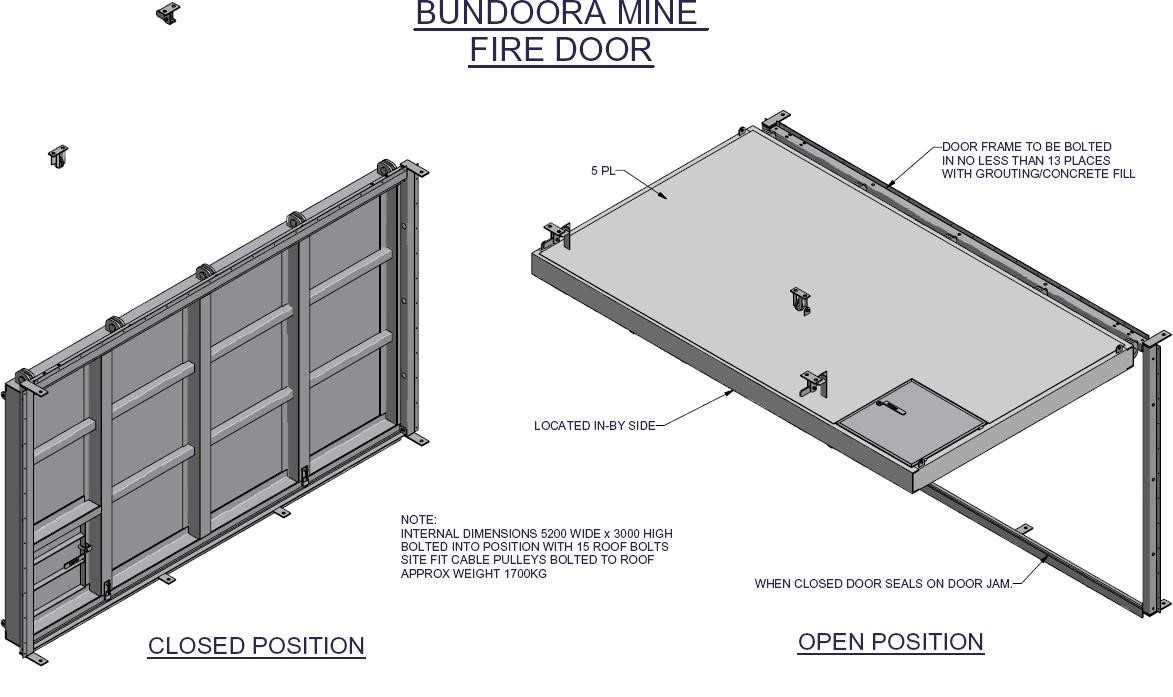 BUNDOORA MINE
FIRE DOOR
DOOR FRAME TO BE BOLTED
IN NO LESS THAN 13 PLACES
WITH GROUTING/CONCRETE FILL
5 PL
LOCATED IN-BY SIDE
NOTE:
INTERNAL DIMENSIONS 5200 WIDE x 3000 HIGH
BOLTED INTO POSITION WITH 15 ROOF BOLTS
SITE FIT CABLE PULLEYS BOLTED TO ROOF
APPROX WEIGHT 1700KG
WHEN CLOSED DOOR SEALS ON DOOR JAM.
CLOSED POSITION
OPEN POSITION